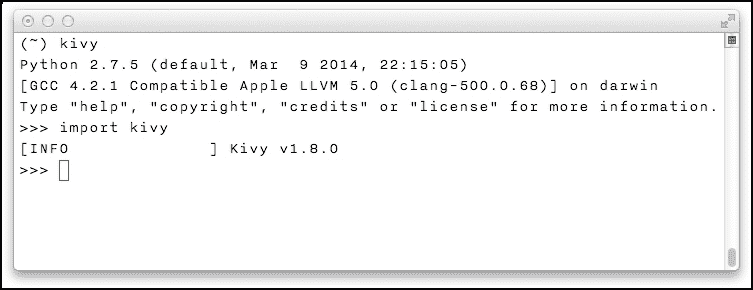 (~) kivy
Python 2.7.5 (default, Mar  9 2014, 22:15:05)
[GCC 4.2.1 Compatible Apple LLVM 5.0 (clang-500.0.68)] on darwin
Type "help", "copyright", "credits" or "license" for more information.
>>> import kivy
[INFO              ] Kivy v1.8.0
>>>